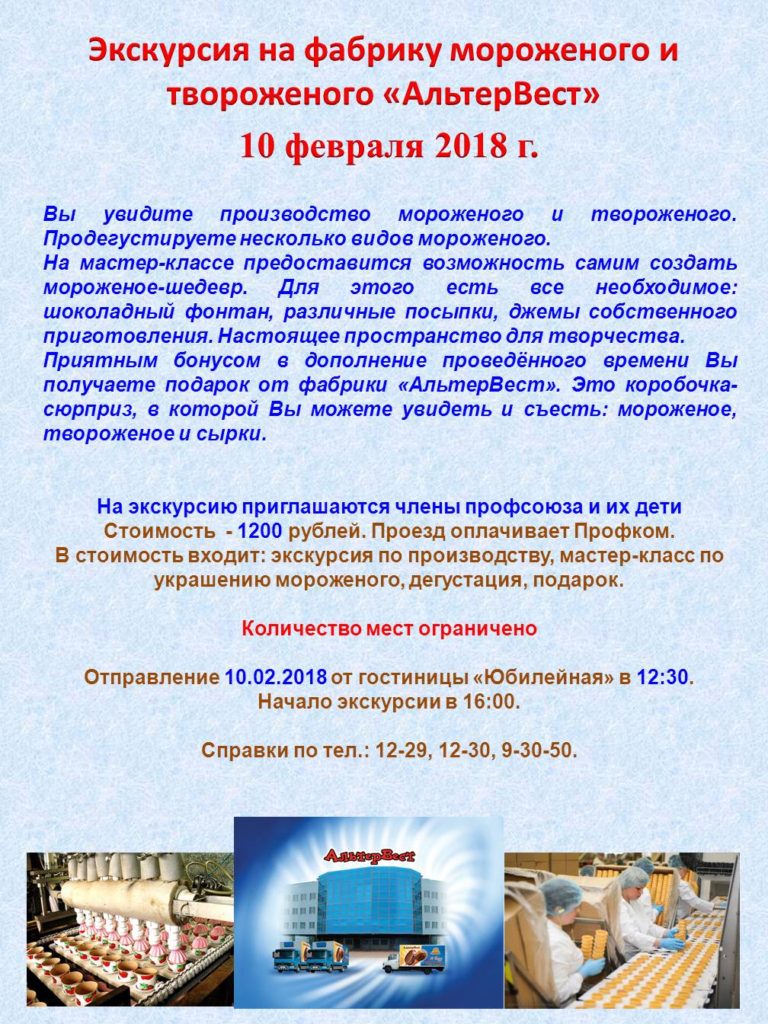 Экскурсия на фабрику мороженого и
твороженого «АльтерВест»
10 февраля 2018 г.
Вы увидите производство мороженого и твороженого.
Продегустируете несколько видов мороженого.
На мастер-классе предоставится возможность самим создать
мороженое-шедевр. Для этого есть все необходимое:
шоколадный фонтан, различные посыпки, джемы собственного
приготовления. Настоящее пространство для творчества.
Приятным бонусом в дополнение проведённого времени Вы
получаете подарок от фабрики «АльтерВест». Это коробочка-
сюрприз, в которой Вы можете увидеть и съесть: мороженое,
твороженое и сырки.
На экскурсию приглашаются члены профсоюза и их дети
Стоимость - 1200 рублей. Проезд оплачивает Профком.
В стоимость входит: экскурсия по производству, мастер-класс по
украшению мороженого, дегустация, подарок.
Количество мест ограничено
Отправление 10.02.2018 от гостиницы «Юбилейная» в 12:30.
Начало экскурсии в 16:00.
Справки по тел.: 12-29, 12-30, 9-30-50.
АльтерВест